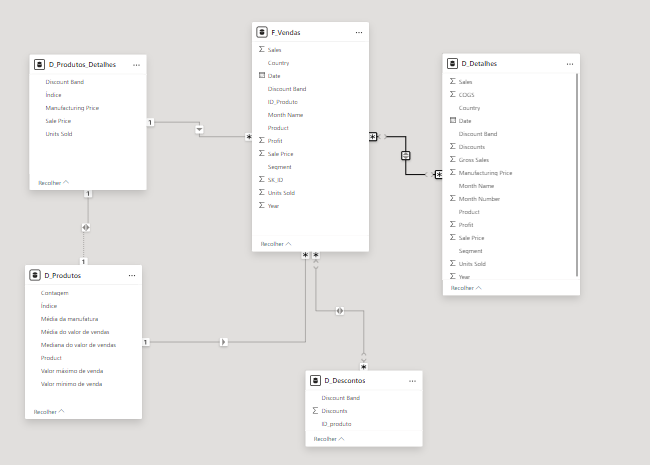 F_Vendas
Sales
Country
Date
Discount Band
ID_Produto
Month Name
Product
Profit
Sale Price
Segment
SK_ID
Units Sold
Year
Recolher
D_Produtos_Detalhes
Discount Band
Índice
Manufacturing Price
Sale Price
Units Sold
Recolher
D_Detalhes
Sales
COGS
Country
Date
Discount Band
Discounts
Gross Sales
Manufacturing Price
Month Name
Month Number
Product
Profit
Sale Price
Segment
Units Sold
Year
Recolher
1
*
*
*
1
1
D_Produtos
Contagem
Índice
Média da manufatura
Média do valor de vendas
Mediana do valor de vendas
Product
Valor máximo de venda
Valor mínimo de venda
Recolher
*
*
1
*
D_Descontos
Discount Band
Discounts
ID_produto
Recolher